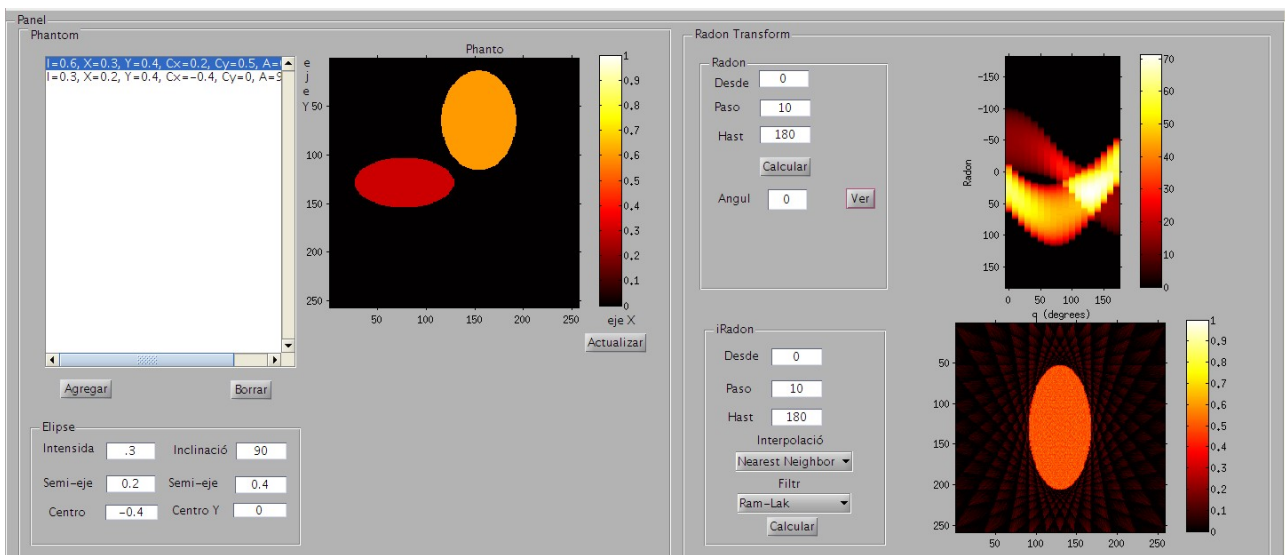 Panel
Phantom
I=0.6, X=0.3, Y=0.4, Cx=0.2, Cy=0.5, A=
I=0.3, X=0.2, Y=0.4, Cx=-0.4, Cy=0, A=9
Agregar
Borrar
Phanto
e
j
e
Y
50
100
150
200
250
50
100
150
200
250
eje X
1
0.9
0.8
0.7
0.6
0.5
0.4
0.3
0.2
0.1
0
Actualizar
Elipse
Intensida
.3
Inclinació
90
Semi-eje
0.2
Semi-eje
0.4
Centro
-0.4
Centro Y
0
Radon Transform
Radon
Desde
0
Paso
10
Hast
180
Calcular
Angul
0
Ver
Radon
-150
-100
-50
0
50
100
150
0
50
100
150
q (degrees)
70
60
50
40
30
20
10
0
iRadon
Desde
0
Paso
10
Hast
180
Interpolació
Nearest Neighbor
Filtr
Ram-Lak
Calcular
50
100
150
200
250
50
100
150
200
250
1
0.9
0.8
0.7
0.6
0.5
0.4
0.3
0.2
0.1
0